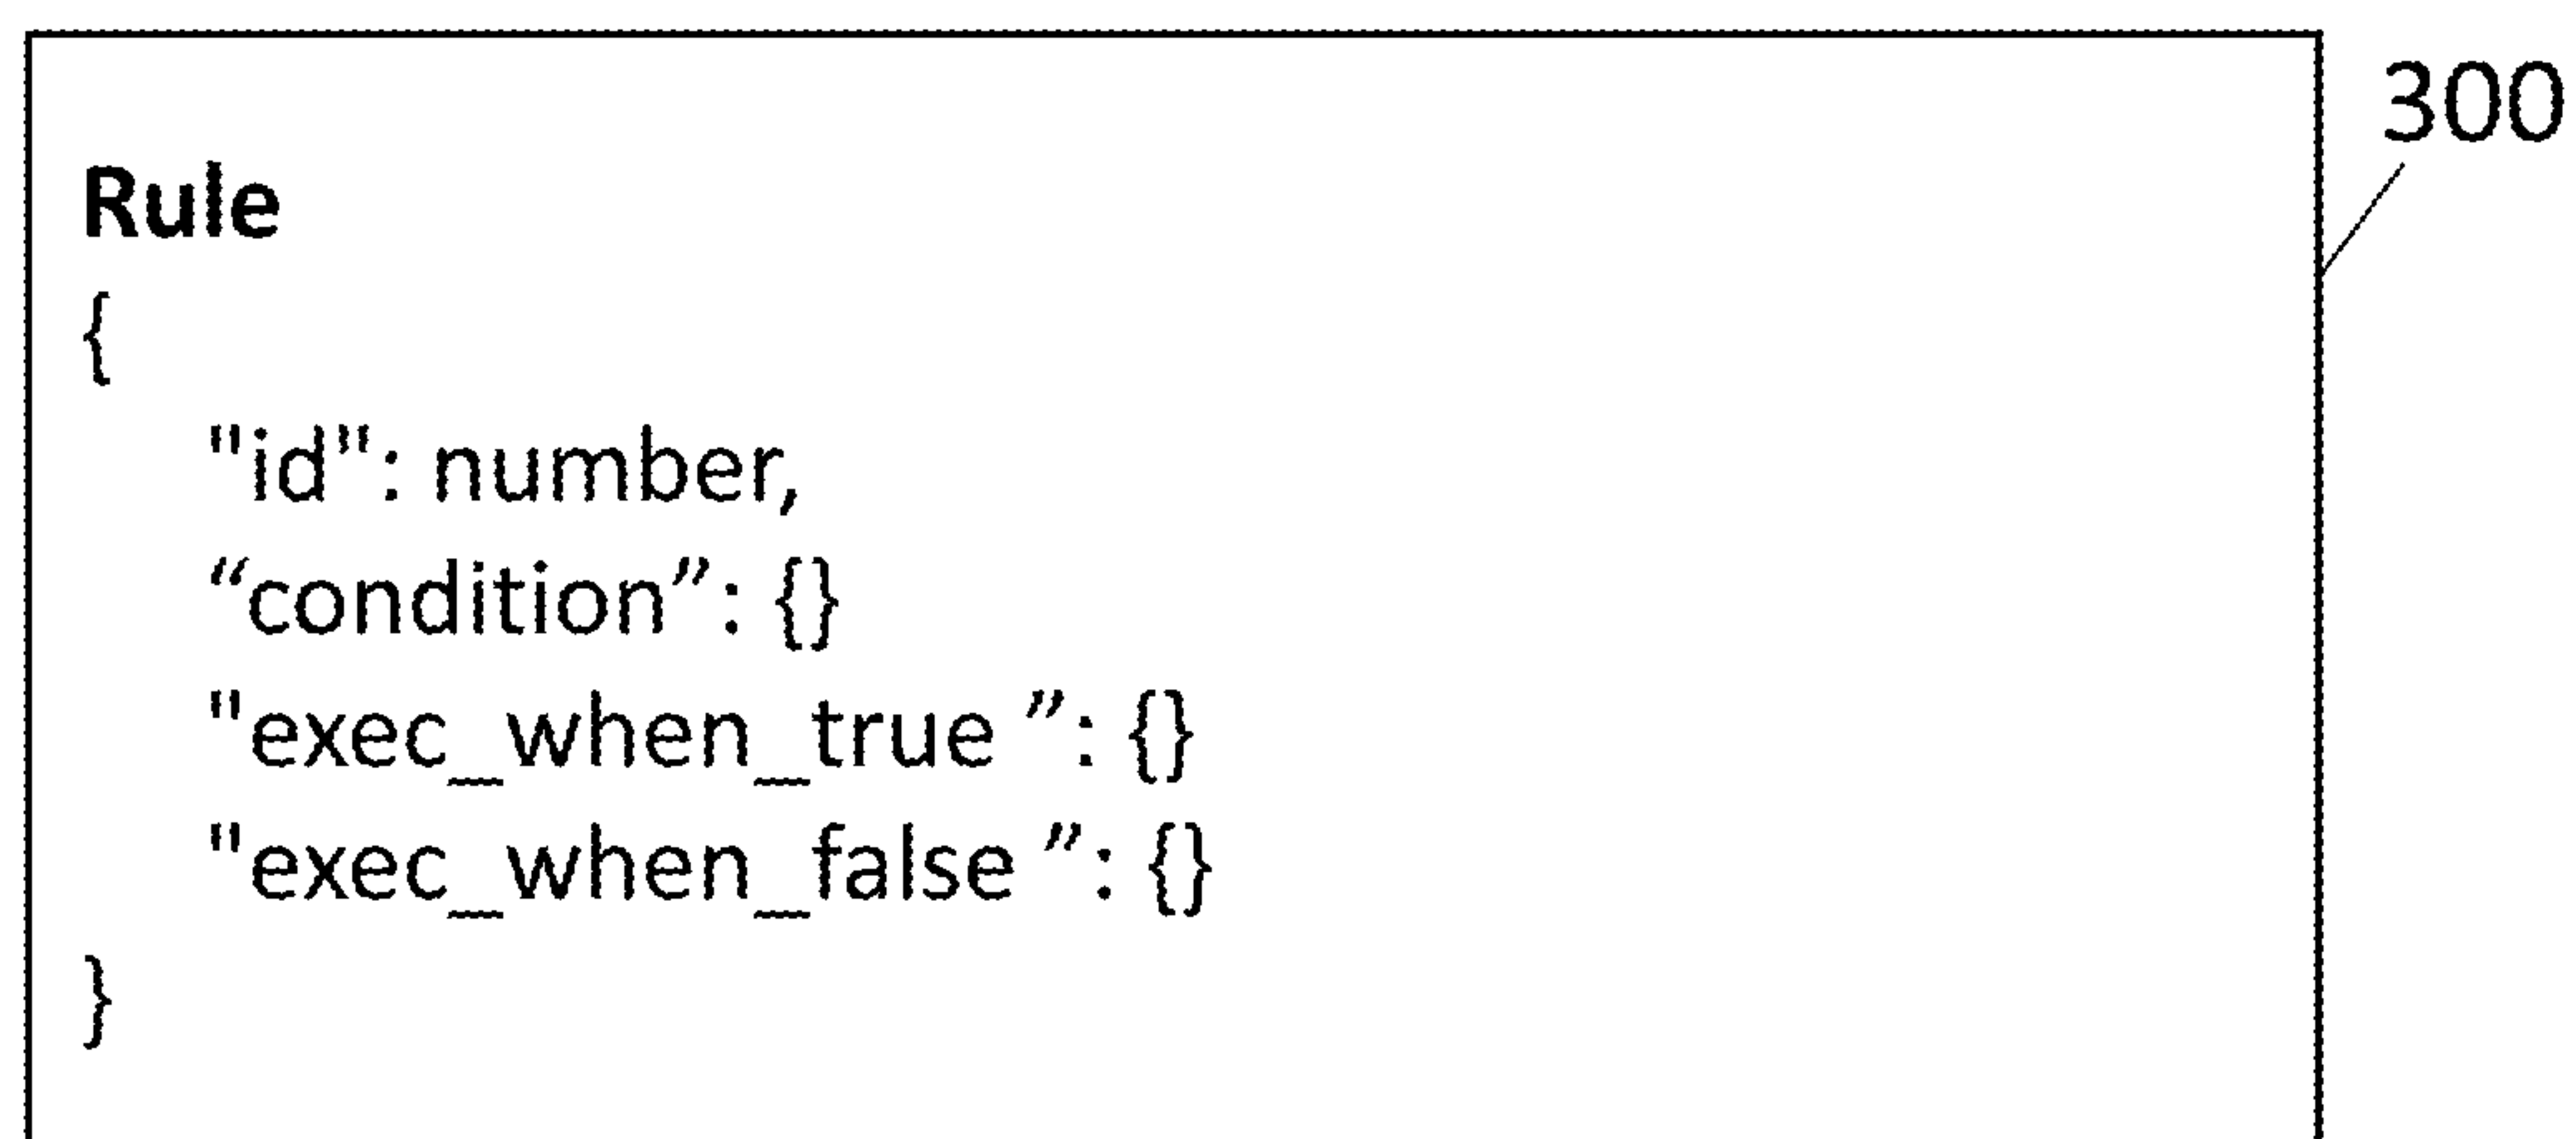 300
Rule
{
"id": number,
“condition”: {}
"exec_when_true ”: {}
"exec_when_false ”: {}
}